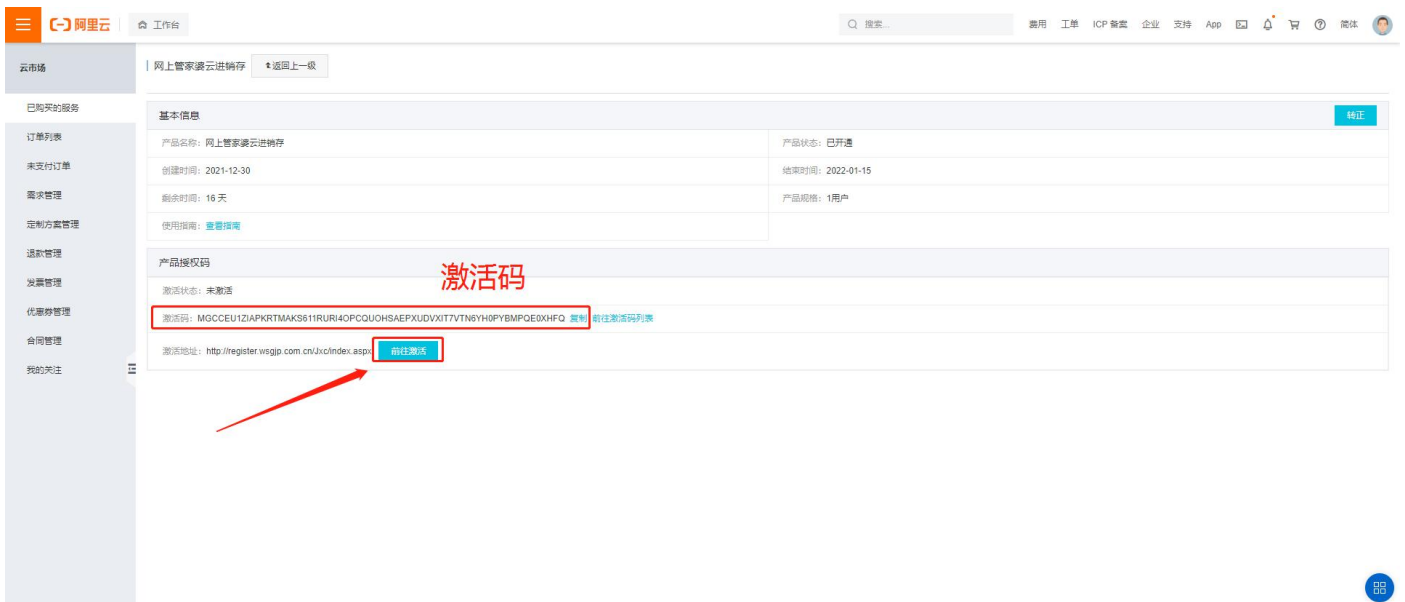 阿里云 工作台 搜索... 费用 工单 ICP 备案 企业 支持 App 简体
云市场
网上管家婆云进销存 返回上一级
已购买的服务
订单列表
未支付订单
需求管理
定制方案管理
退款管理
发票管理
优惠券管理
合同管理
我的关注
基本信息 转正
产品名称：网上管家婆云进销存 产品状态：已开通
创建时间：2021-12-30 结束时间：2022-01-15
剩余时间：16 天 产品规格：1用户
使用指南：查看指南
产品授权码
激活码
激活状态：未激活
激活码：MGCCEU1ZIAPKRTMAKS611RURI4OPCQUOHSAEPXUDVXIT7VTN6YH0PYBMPQE0XHFQ 复制 前往激活码列表
激活地址：http://register.wsgjp.com.cn/Jxc/index.aspx 前往激活